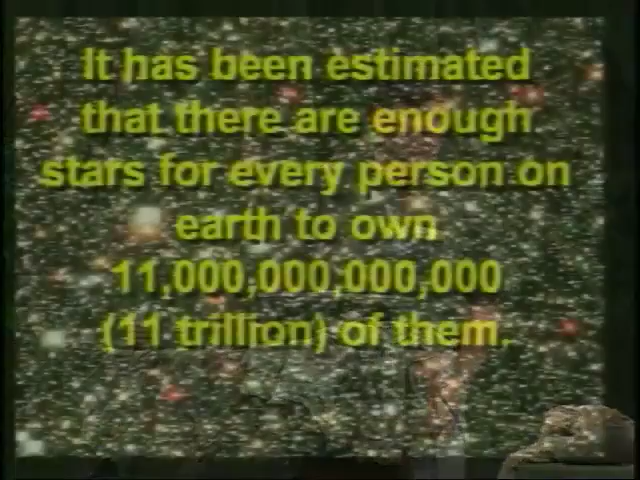 It has been estimated
that there are enough
stars for every person on
earth to own
11,000,000,000,000
(11 trillion) of them.